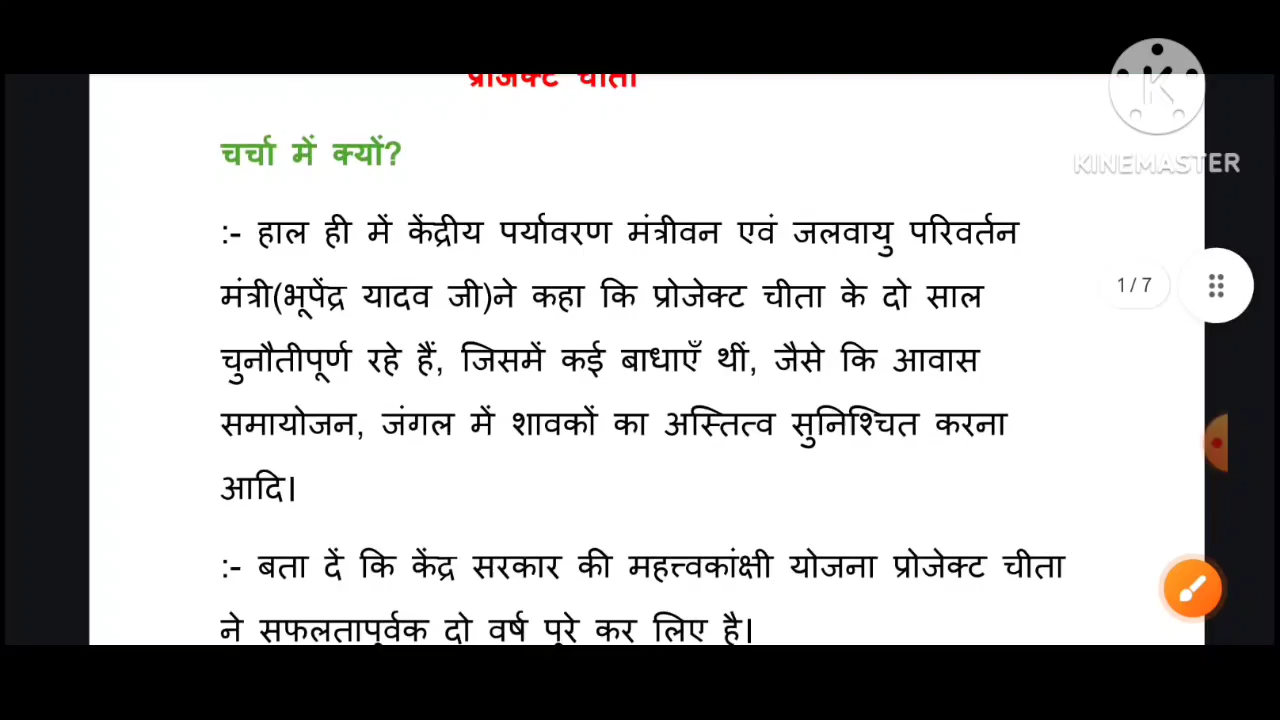 प्रोजेक्ट चीता
चर्चा में क्यों?
:- हाल ही में केंद्रीय पर्यावरण मंत्रीवन एवं जलवायु परिवर्तन
मंत्री(भूपेंद्र यादव जी)ने कहा कि प्रोजेक्ट चीता के दो साल
चुनौतीपूर्ण रहे हैं, जिसमें कई बाधाएँ थीं, जैसे कि आवास
समायोजन, जंगल में शावकों का अस्तित्व सुनिश्चित करना
आदि।
:- बता दें कि केंद्र सरकार की महत्त्वकांक्षी योजना प्रोजेक्ट चीता
ने सफलतापूर्वक दो वर्ष पूरे कर लिए है।
1 / 7
K
KINEMASTER